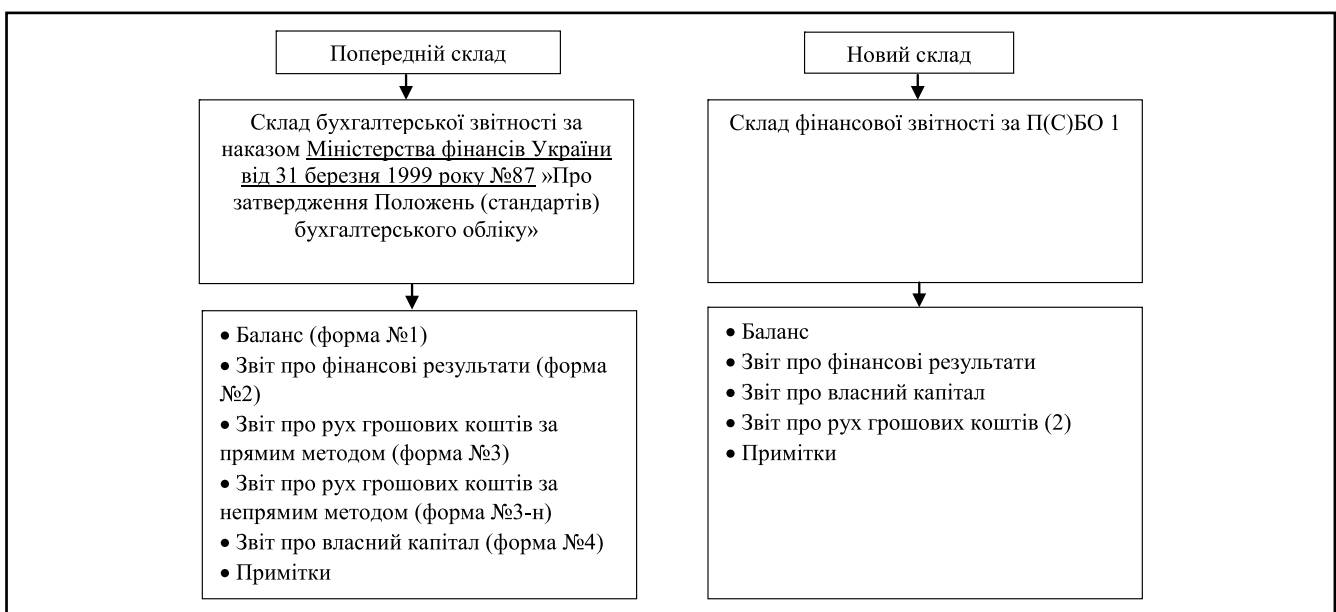 Попередній склад
Склад бухгалтерської звітності за
наказом Міністерства фінансів України
від 31 березня 1999 року №87 »Про
затвердження Положень (стандартів)
бухгалтерського обліку»
• Баланс (форма №1)
• Звіт про фінансові результати (форма
№2)
• Звіт про рух грошових коштів за
прямим методом (форма №3)
• Звіт про рух грошових коштів за
непрямим методом (форма №3-н)
• Звіт про власний капітал (форма №4)
• Примітки
Новий склад
Склад фінансової звітності за П(С)БО 1
• Баланс
• Звіт про фінансові результати
• Звіт про власний капітал
• Звіт про рух грошових коштів (2)
• Примітки